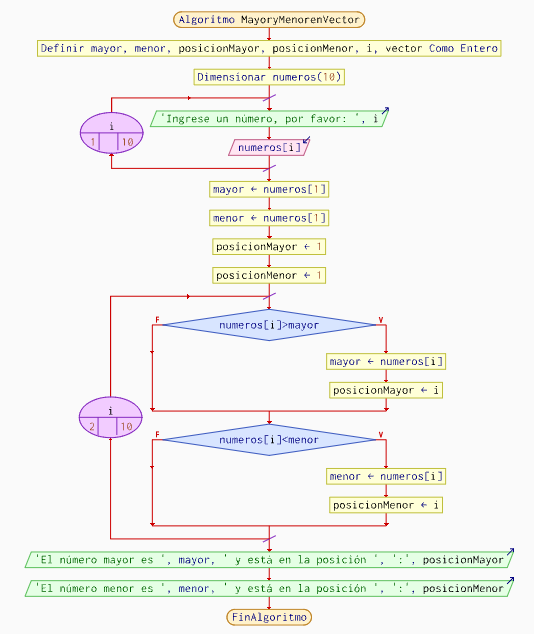 Algoritmo MayoryMenorenVector
Definir mayor, menor, posicionMayor, posicionMenor, i, vector Como Entero
Dimensionar numeros(10)
'Ingrese un número, por favor: ', i
i
1 10
numeros[i]
mayor ← numeros[1]
menor ← numeros[1]
posicionMayor ← 1
posicionMenor ← 1
F numeros[i]>mayor V
mayor ← numeros[i]
posicionMayor ← i
i
2 10
F numeros[i]<menor V
menor ← numeros[i]
posicionMenor ← i
'El número mayor es ', mayor, ' y está en la posición ', ':', posicionMayor
'El número menor es ', menor, ' y está en la posición ', ':', posicionMenor
FinAlgoritmo